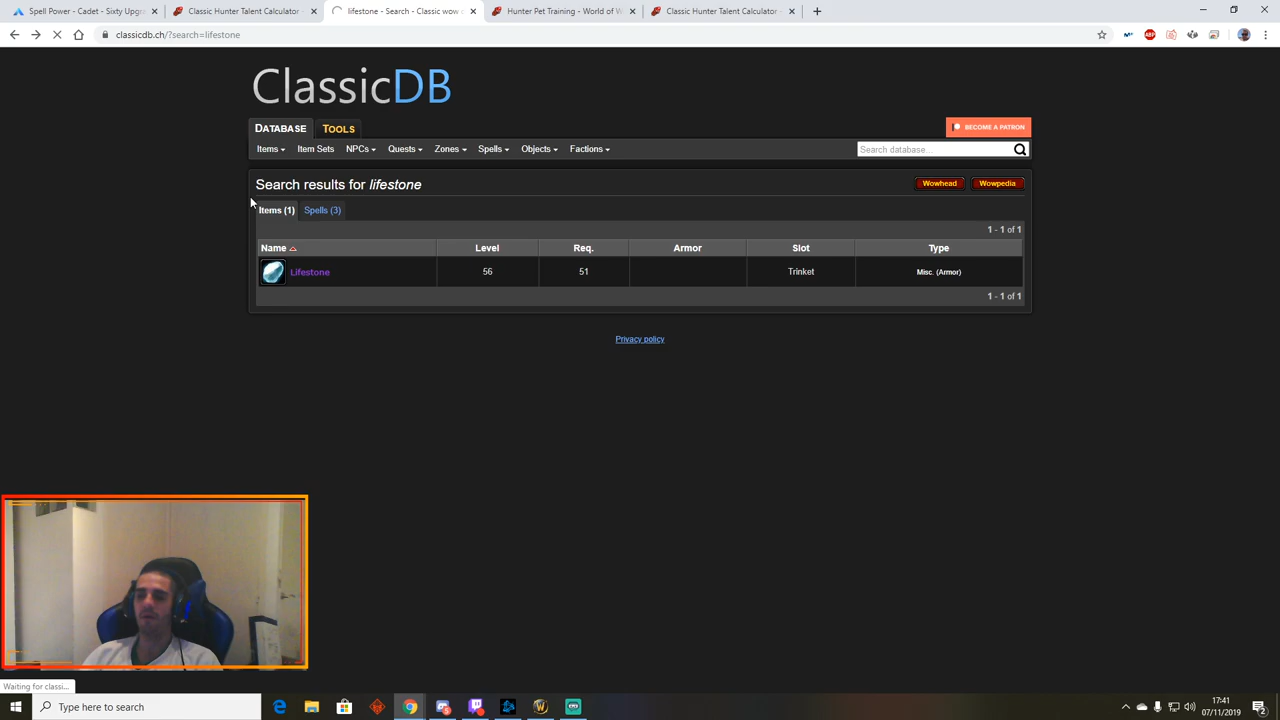 Spell Power - Cadet - Sixty Upgr
Classic Hunter Talent Calculator -
lifestone - Search - Classic wow d
Hunter Pet Training - World of W
Classic Hunter Talent Calculator -
classicdb.ch/?search=lifestone
ABP
ClassicDB
DATABASE
TOOLS
BECOME A PATRON
Items
Item Sets
NPCs
Quests
Zones
Spells
Objects
Factions
Search database...
Search results for lifestone
Wowhead
Wowpedia
Items (1)
Spells (3)
1 - 1 of 1
Name
Level
Req.
Armor
Slot
Type
Lifestone
56
51
Trinket
Misc. (Armor)
1 - 1 of 1
Privacy policy
Waiting for classi...
Type here to search
17:41
07/11/2019
2